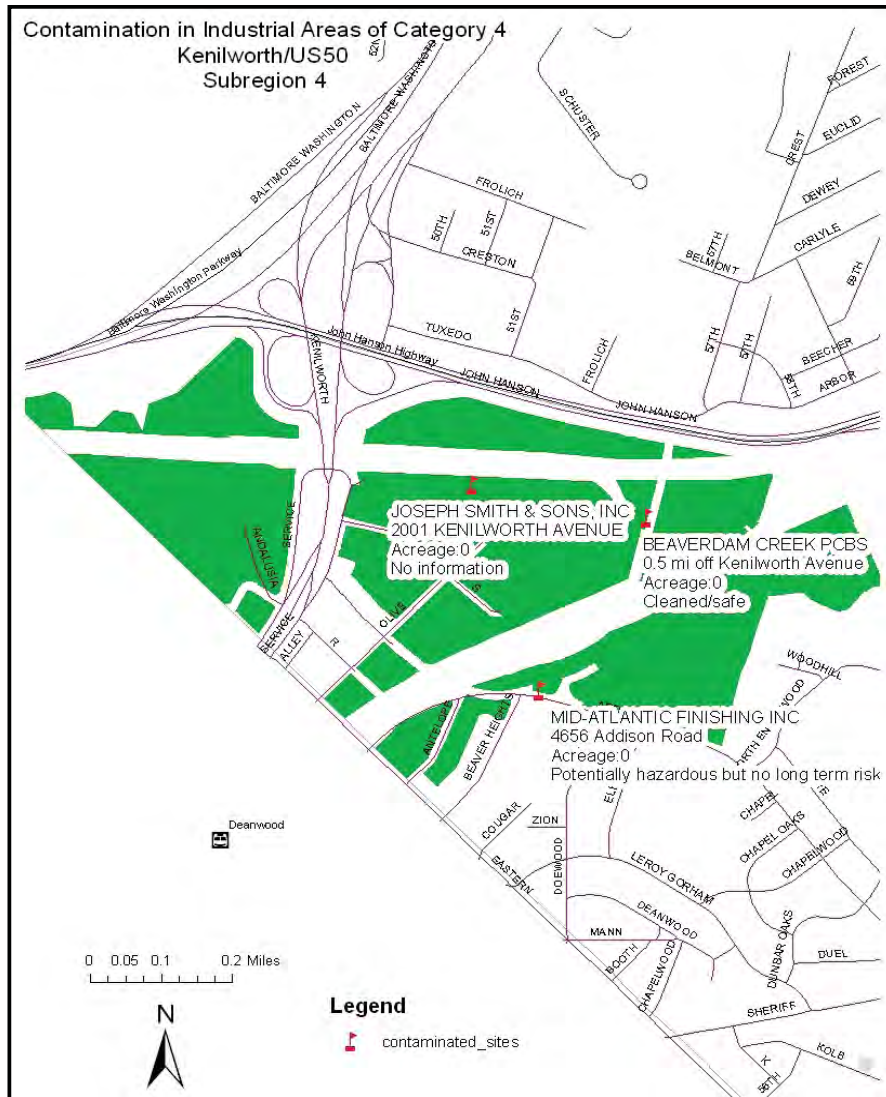 Contamination in Industrial Areas of Category 4
Kenilworth/US50
Subregion 4
BALTIMORE WASHINGTON
BALTIMORE WASHINGTON
Baltimore Washington Parkway
SCHUSTER
FOREST
EUCLID
CREST
DEWEY
CARLYLE
FROLICH
50TH
51ST
CRESTON
57TH
BELMONT
59TH
TUXEDO
51ST
FROLICH
57TH
57TH
BEECHER
58TH
ARBOR
KENILWORTH
John Hanson Highway
JOHN HANSON
JOHN HANSON
JOSEPH SMITH & SONS, INC
2001 KENILWORTH AVENUE
Acreage:0
No information
BEAVERDAM CREEK PCBS
0.5 mi off Kenilworth Avenue
Acreage:0
Cleaned/safe
SERVICE
ANDALUSIA
OLIVE
S
SERVICE
ALLEY
R
WOODHILL
MID-ATLANTIC FINISHING INC
4656 Addison Road
Acreage:0
Potentially hazardous but no long term risk
ANTELOPE
BEAVER HEIGHTS
CHAPEL
CHAPEL OAKS
CHAPELWOOD
COUGAR
ZION
DOEWOOD
EASTERN
LEROY GORHAM
DEANWOOD
MANN
BOOTH
CHAPELWOOD
DUNBAR OAKS
DUEL
SHERIFF
KOLB
K
56TH
Deanwood
0 0.05 0.1 0.2 Miles
N
Legend
contaminated_sites